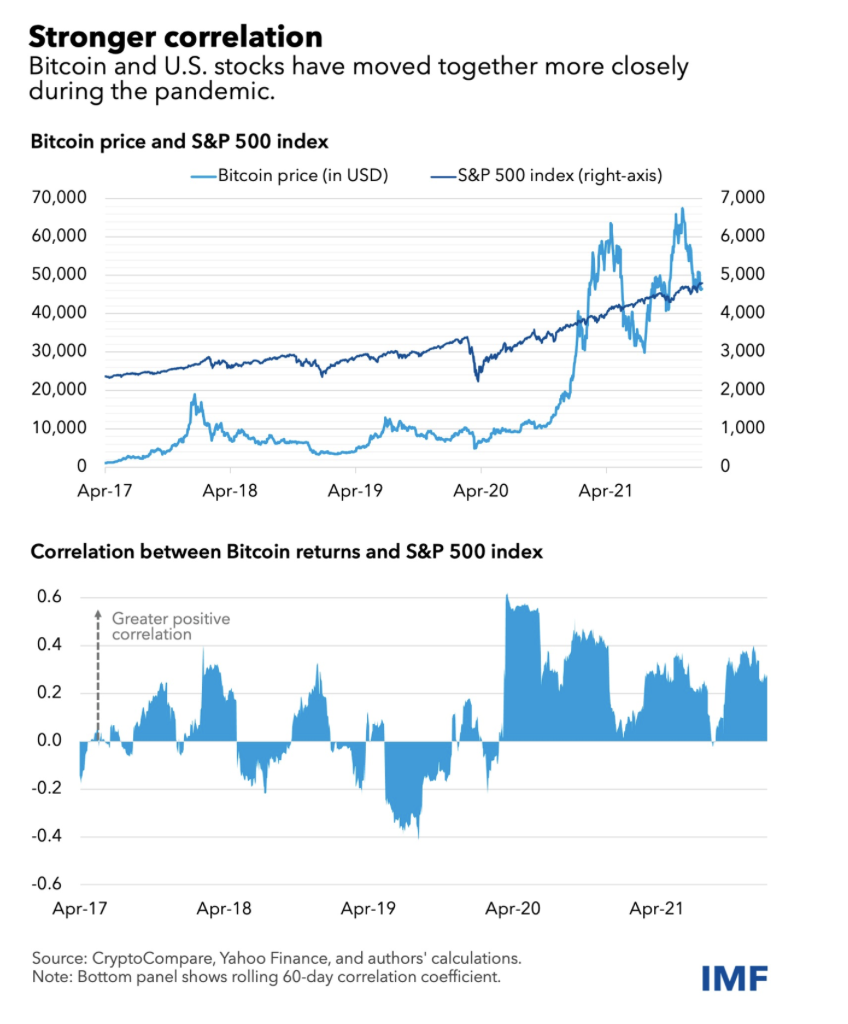 Stronger correlation
Bitcoin and U.S. stocks have moved together more closely
during the pandemic.
Bitcoin price and S&P 500 index
Bitcoin price (in USD) S&P 500 index (right-axis)
70,000 7,000
60,000 6,000
50,000 5,000
40,000 4,000
30,000 3,000
20,000 2,000
10,000 1,000
0 0
Apr-17 Apr-18 Apr-19 Apr-20 Apr-21
Correlation between Bitcoin returns and S&P 500 index
0.6
Greater positive
correlation
0.4
0.2
0.0
-0.2
-0.4
-0.6
Apr-17 Apr-18 Apr-19 Apr-20 Apr-21
Source: CryptoCompare, Yahoo Finance, and authors' calculations.
Note: Bottom panel shows rolling 60-day correlation coefficient.
IMF